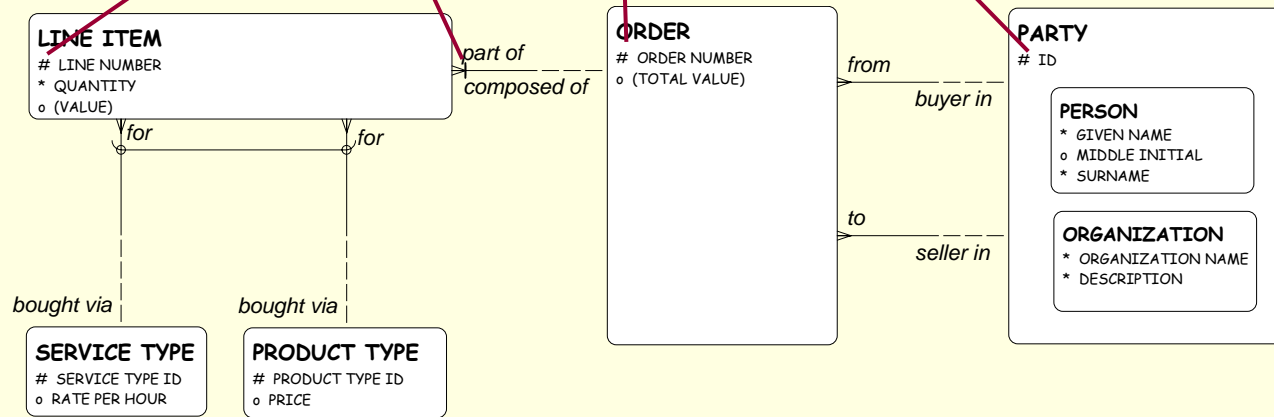 LINE ITEM
# LINE NUMBER
* QUANTITY
o (VALUE)
part of
composed of
ORDER
# ORDER NUMBER
o (TOTAL VALUE)
from
buyer in
to
seller in
PARTY
# ID
PERSON
* GIVEN NAME
o MIDDLE INITIAL
* SURNAME
ORGANIZATION
* ORGANIZATION NAME
* DESCRIPTION
for
for
bought via
bought via
SERVICE TYPE
# SERVICE TYPE ID
o RATE PER HOUR
PRODUCT TYPE
# PRODUCT TYPE ID
o PRICE